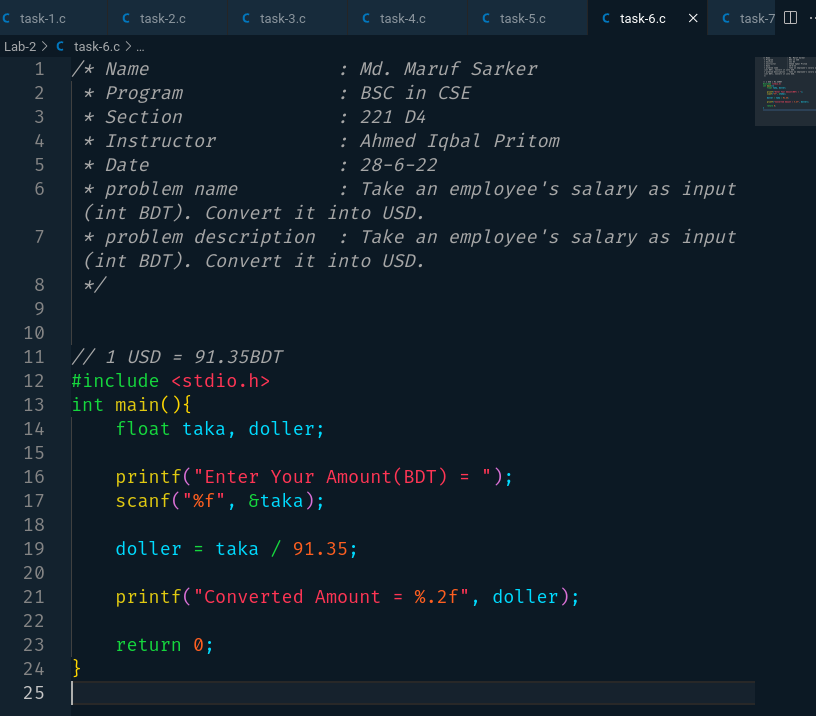 C task-1.c C task-2.c C task-3.c C task-4.c C task-5.c C task-6.c × C task-7
Lab-2 > C task-6.c > ...
1 /* Name : Md. Maruf Sarker
2 * Program : BSC in CSE
3 * Section : 221 D4
4 * Instructor : Ahmed Iqbal Pritom
5 * Date : 28-6-22
6 * problem name : Take an employee's salary as input
(int BDT). Convert it into USD.
7 * problem description : Take an employee's salary as input
(int BDT). Convert it into USD.
8 */
9
10
11 // 1 USD = 91.35BDT
12 #include <stdio.h>
13 int main(){
14 float taka, doller;
15
16 printf("Enter Your Amount(BDT) = ");
17 scanf("%f", &taka);
18
19 doller = taka / 91.35;
20
21 printf("Converted Amount = %.2f", doller);
22
23 return 0;
24 }
25